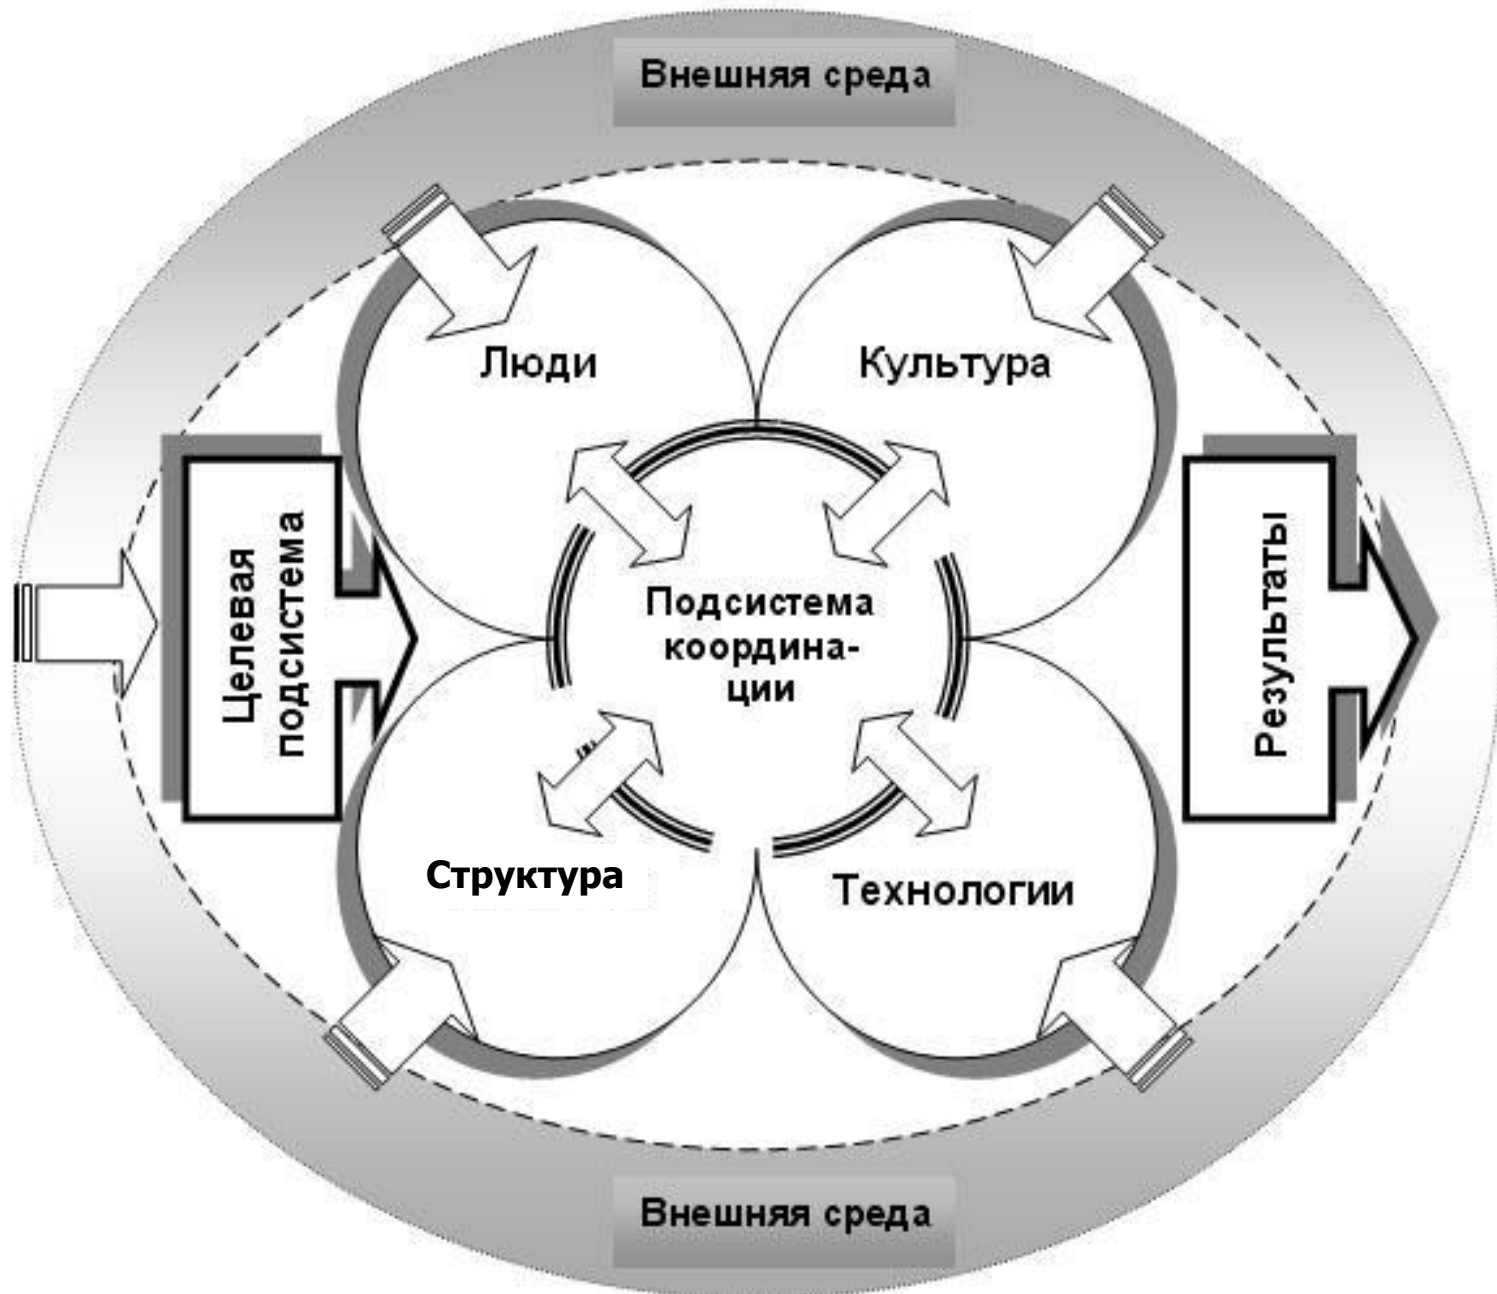 Внешняя среда
Люди
Культура
Целевая
подсистема
Подсистема
координа-
ции
Результаты
Структура
Технологии
Внешняя среда